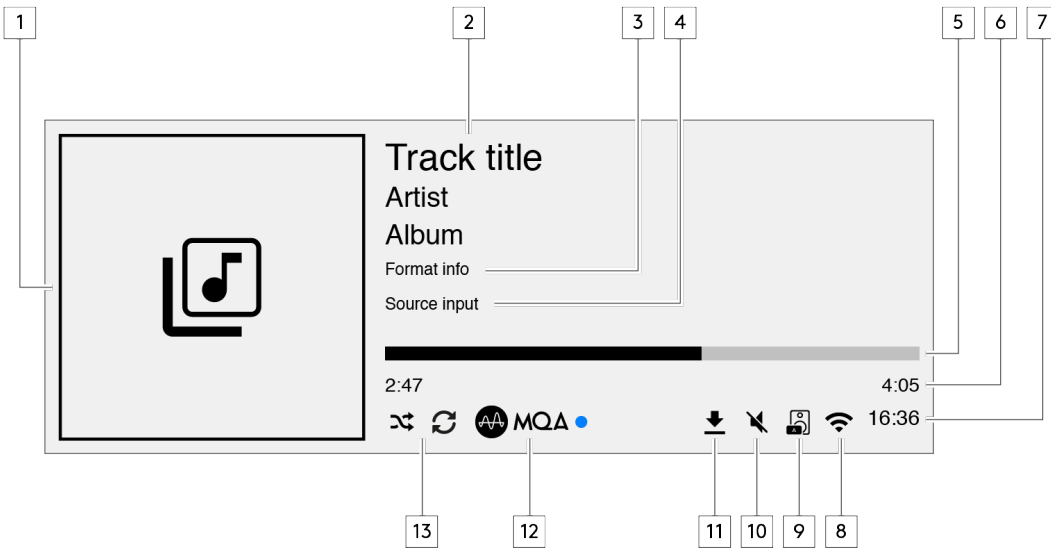 1 2 3 4 5 6 7
Track title
Artist
Album
Format info
Source input
2:47 4:05
MQA 16:36
A
13 12 11 10 9 8